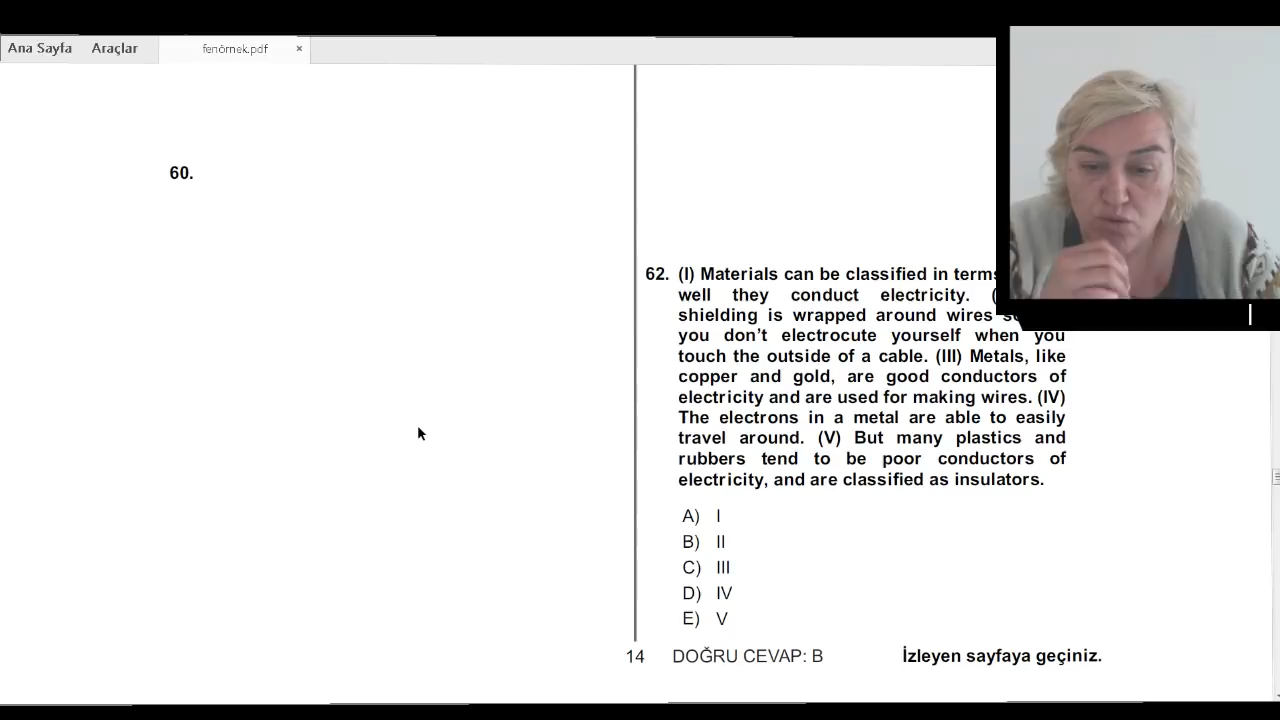 Ana Sayfa Araçlar fenörnek.pdf ×
60.
62. (I) Materials can be classified in terms
well they conduct electricity. (
shielding is wrapped around wires
you don’t electrocute yourself when you
touch the outside of a cable. (III) Metals, like
copper and gold, are good conductors of
electricity and are used for making wires. (IV)
The electrons in a metal are able to easily
travel around. (V) But many plastics and
rubbers tend to be poor conductors of
electricity, and are classified as insulators.
A) I
B) II
C) III
D) IV
E) V
14 DOĞRU CEVAP: B İzleyen sayfaya geçiniz.